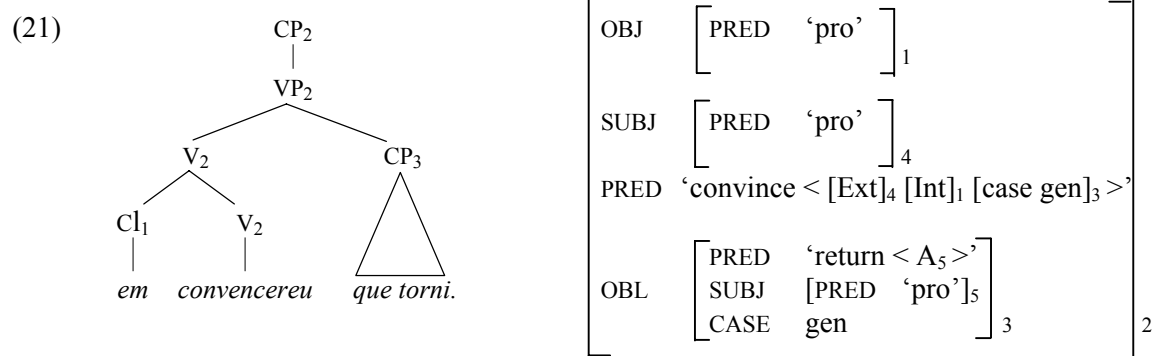 (21)
CP2
VP2
V2 CP3
Cl1 V2
em convencereu que torni.
OBJ [PRED ‘pro’]1
SUBJ [PRED ‘pro’]4
PRED ‘convince < [Ext]4 [Int]1 [case gen]3 >’
PRED ‘return < A5 >’
OBL SUBJ [PRED ‘pro’]5
CASE gen 3 2